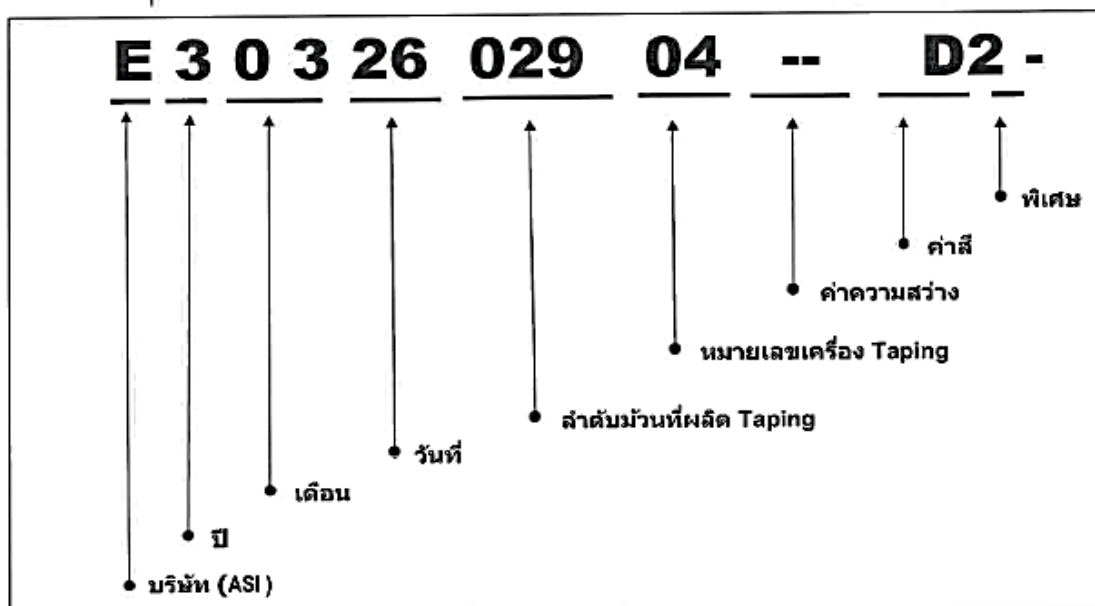 E 3 0 3 26 029 04 -- D2 -
พิเศษ
ค่าสี
ค่าความสว่าง
หมายเลขเครื่อง Taping
ลำดับม้วนที่ผลิต Taping
วันที่
เดือน
ปี
บริษัท (ASI)